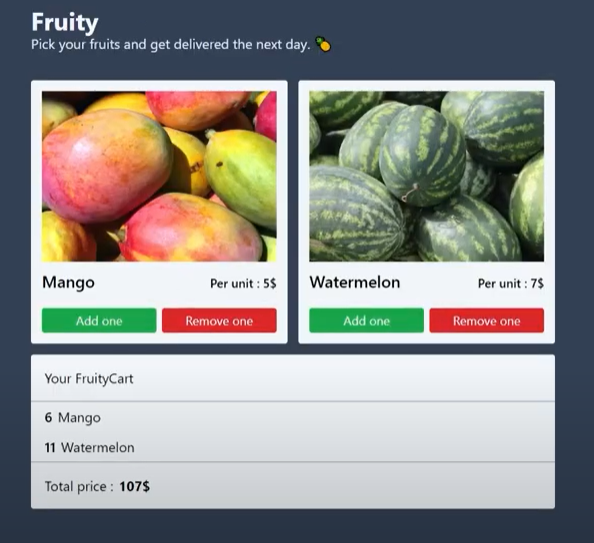 Fruity
Pick your fruits and get delivered the next day. 🍍
Mango Per unit : 5$
Add one Remove one
Watermelon Per unit : 7$
Add one Remove one
Your FruityCart
6 Mango
11 Watermelon
Total price : 107$